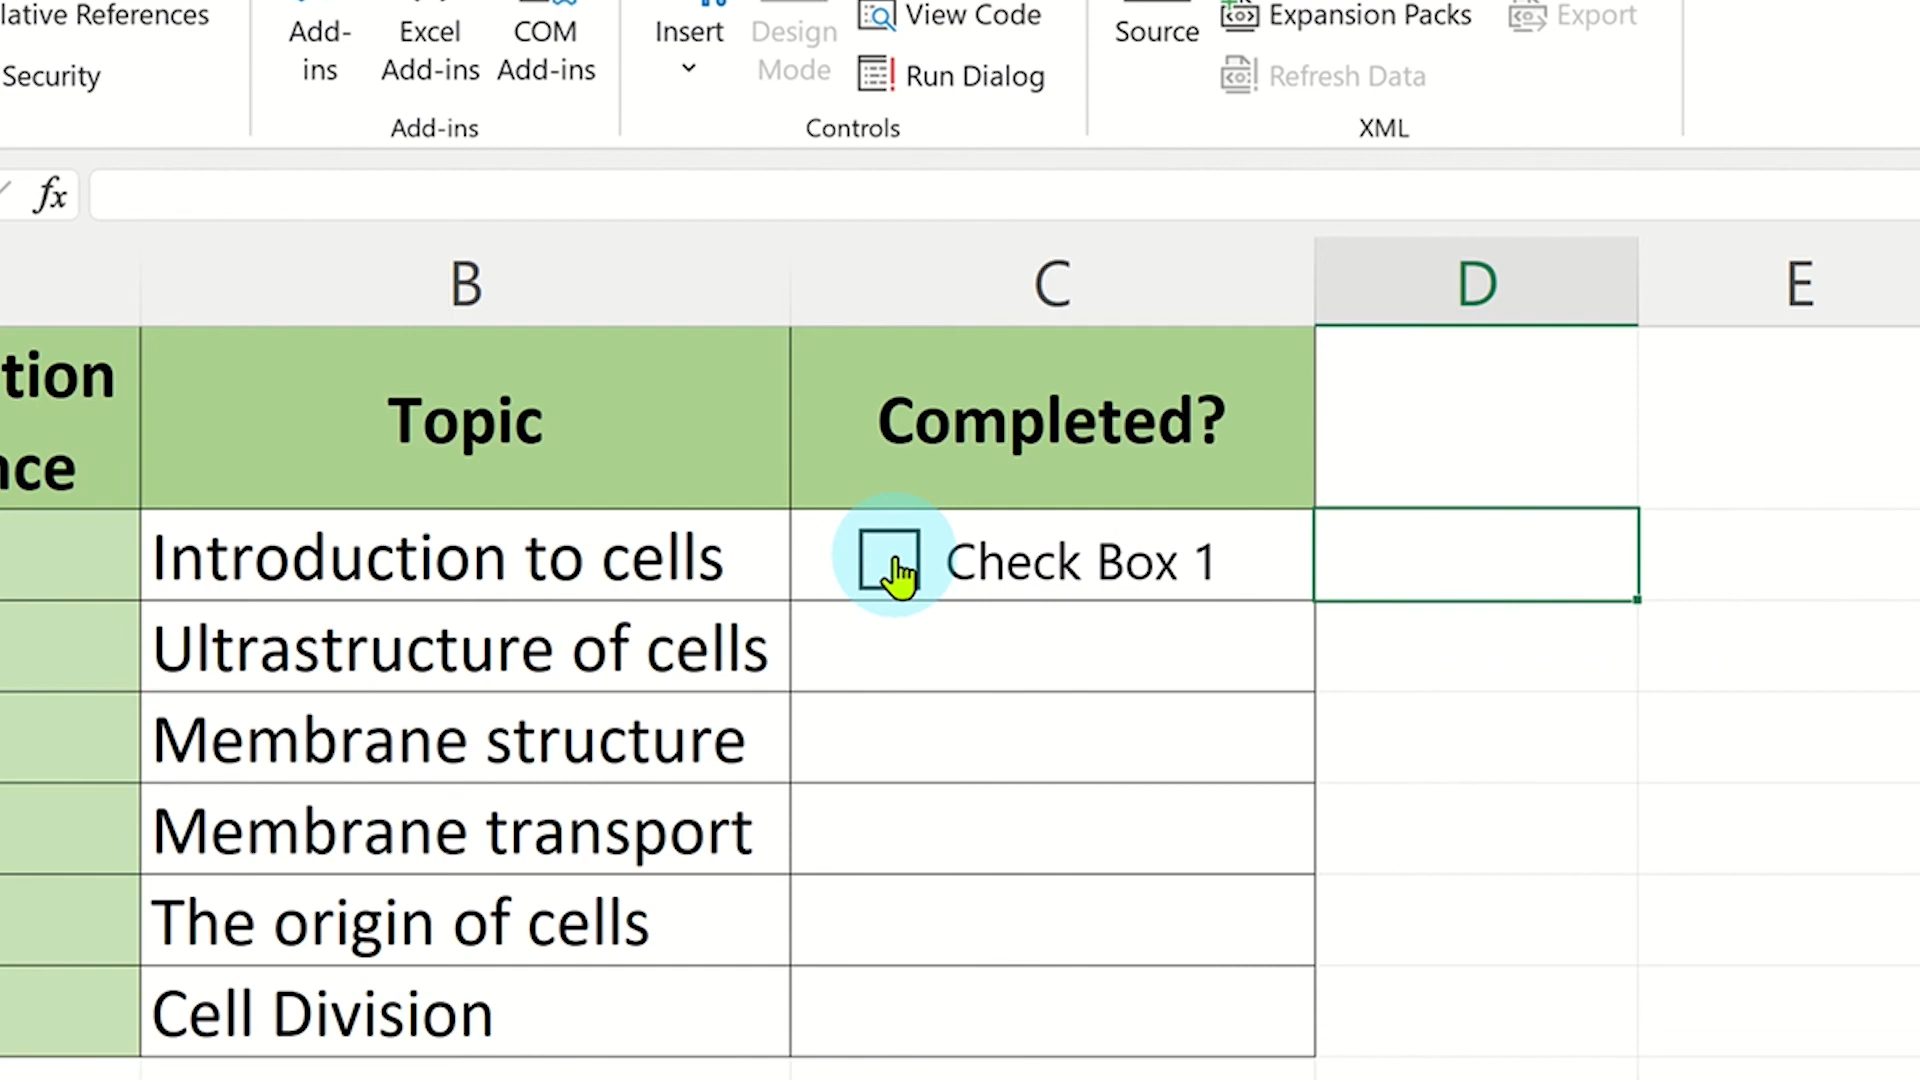 lative References
Security
Add-
ins
Excel
Add-ins
COM
Add-ins
Add-ins
Insert
Design
Mode
View Code
Run Dialog
Controls
Source
Expansion Packs
Export
Refresh Data
XML
fx
B C D E
tion
nce
Topic
Completed?
Introduction to cells
Check Box 1
Ultrastructure of cells
Membrane structure
Membrane transport
The origin of cells
Cell Division